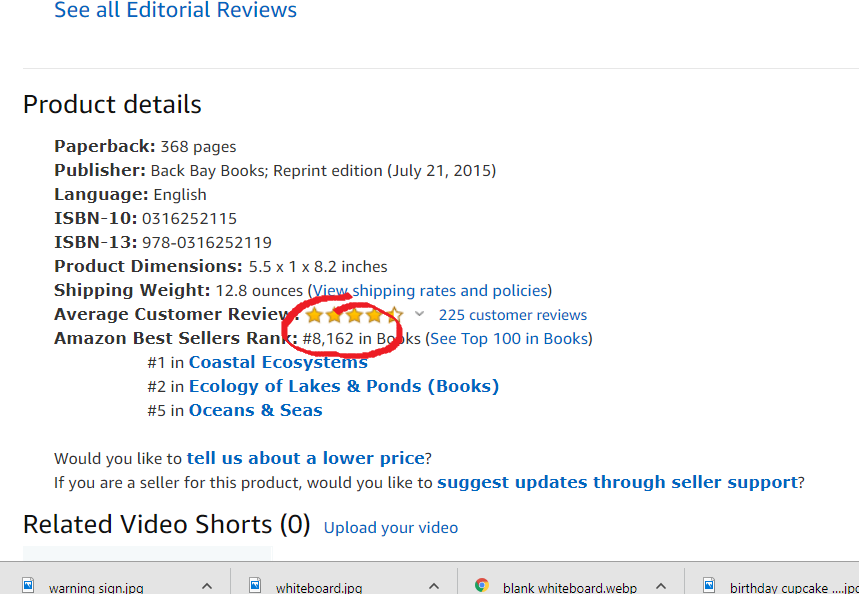 See all Editorial Reviews
Product details
Paperback: 368 pages
Publisher: Back Bay Books; Reprint edition (July 21, 2015)
Language: English
ISBN-10: 0316252115
ISBN-13: 978-0316252119
Product Dimensions: 5.5 x 1 x 8.2 inches
Shipping Weight: 12.8 ounces (View shipping rates and policies)
Average Customer Review: 225 customer reviews
Amazon Best Sellers Rank: #8,162 in Books (See Top 100 in Books)
#1 in Coastal Ecosystems
#2 in Ecology of Lakes & Ponds (Books)
#5 in Oceans & Seas
Would you like to tell us about a lower price?
If you are a seller for this product, would you like to suggest updates through seller support?
Related Video Shorts (0) Upload your video
warning sign.jpg whiteboard.jpg blank whiteboard.webp birthday cupcake ....jpg